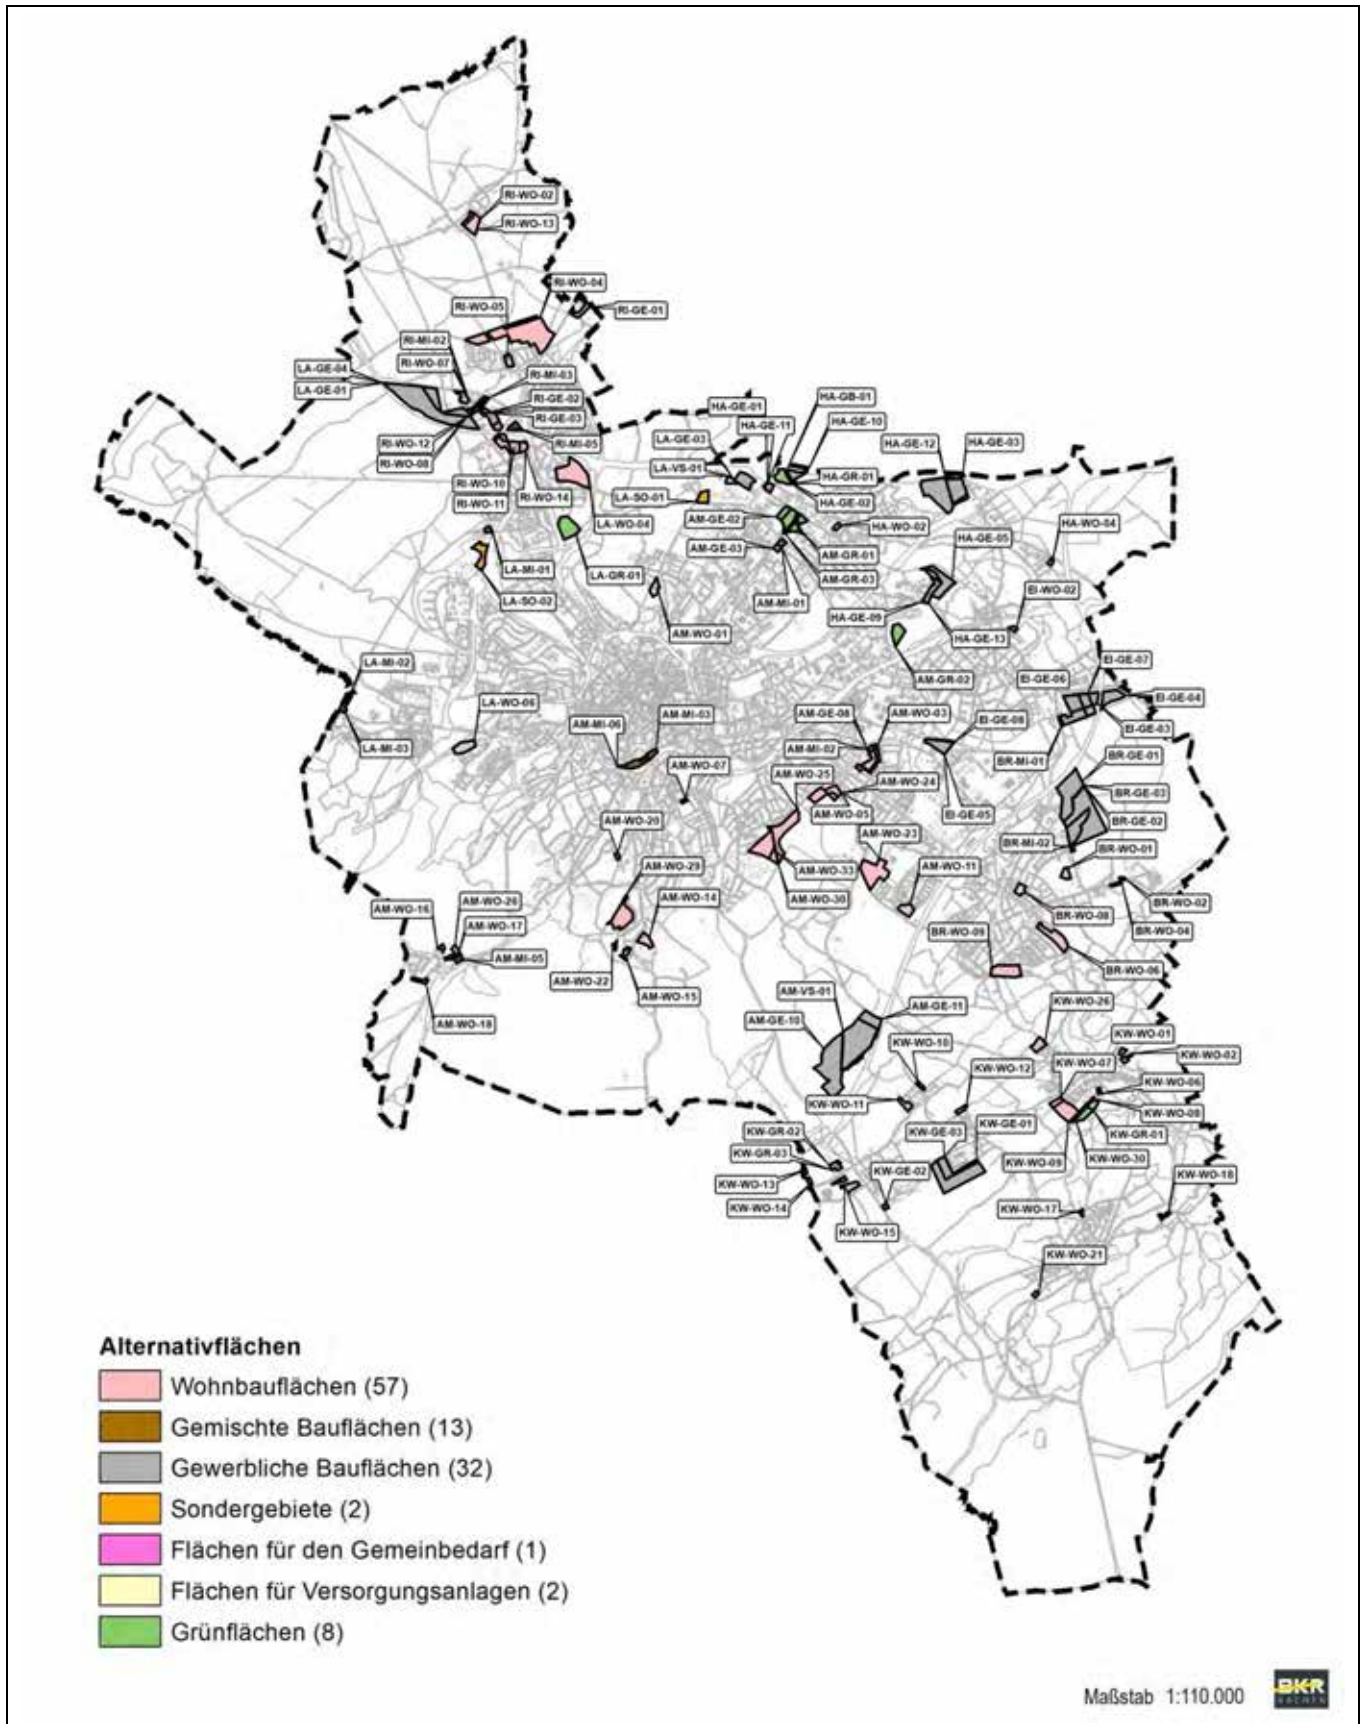 RI-WO-02
RI-WO-13
RI-WO-04
RI-WO-05
RI-GE-01
RI-MI-02
RI-WO-07
LA-GE-04
RI-MI-03
LA-GE-01
RI-GE-02
HA-GB-01
HA-GE-01
RI-GE-03
HA-GE-10
HA-GE-11
LA-GE-03
RI-WO-12
RI-MI-05
HA-GE-12
HA-GE-03
RI-WO-08
LA-VS-01
HA-GR-01
RI-WO-10
RI-WO-14
LA-SO-01
HA-GE-02
RI-WO-11
LA-WO-04
AM-GE-02
HA-WO-02
HA-WO-04
HA-GE-05
AM-GE-03
AM-GR-01
LA-MI-01
LA-GR-01
AM-GR-03
EI-WO-02
LA-SO-02
AM-MI-01
HA-GE-09
AM-WO-01
HA-GE-13
LA-MI-02
EI-GE-07
AM-GR-02
EI-GE-06
EI-GE-04
LA-WO-06
AM-MI-03
AM-GE-08
AM-WO-03
AM-MI-06
EI-GE-08
EI-GE-03
LA-MI-03
AM-MI-02
BR-MI-01
BR-GE-01
AM-WO-07
AM-WO-25
AM-WO-24
BR-GE-03
AM-WO-05
EI-GE-05
AM-WO-20
BR-GE-02
AM-WO-23
BR-MI-02
BR-WO-01
AM-WO-29
AM-WO-33
AM-WO-11
AM-WO-14
AM-WO-30
AM-WO-26
AM-WO-16
BR-WO-02
BR-WO-08
AM-WO-17
BR-WO-09
BR-WO-04
AM-MI-05
BR-WO-06
AM-WO-22
AM-WO-15
AM-VS-01
KW-WO-26
AM-GE-11
AM-GE-10
AM-WO-18
KW-WO-01
KW-WO-10
KW-WO-02
KW-WO-07
KW-WO-12
KW-WO-06
KW-WO-11
KW-WO-08
KW-GE-01
KW-GR-02
KW-GE-03
KW-GR-01
KW-GR-03
KW-WO-30
KW-WO-09
KW-GE-02
KW-WO-18
KW-WO-13
KW-WO-14
KW-WO-17
KW-WO-15
KW-WO-21
Alternativflächen
Wohnbauflächen (57)
Gemischte Bauflächen (13)
Gewerbliche Bauflächen (32)
Sondergebiete (2)
Flächen für den Gemeinbedarf (1)
Flächen für Versorgungsanlagen (2)
Grünflächen (8)
Maßstab 1:110.000
BKR
AACHEN